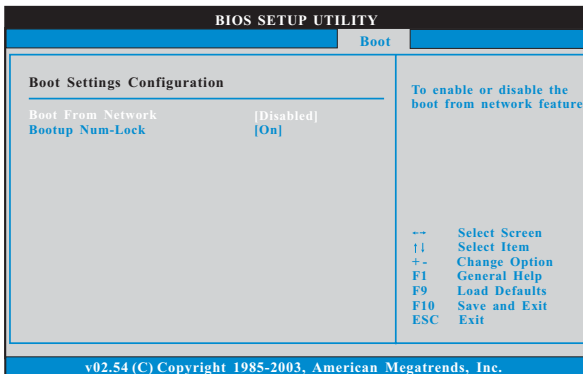 BIOS SETUP UTILITY
Boot
Boot Settings Configuration
Boot From Network [Disabled]
Bootup Num-Lock [On]
To enable or disable the
boot from network feature
←→ Select Screen
↑↓ Select Item
+- Change Option
F1 General Help
F9 Load Defaults
F10 Save and Exit
ESC Exit
v02.54 (C) Copyright 1985-2003, American Megatrends, Inc.